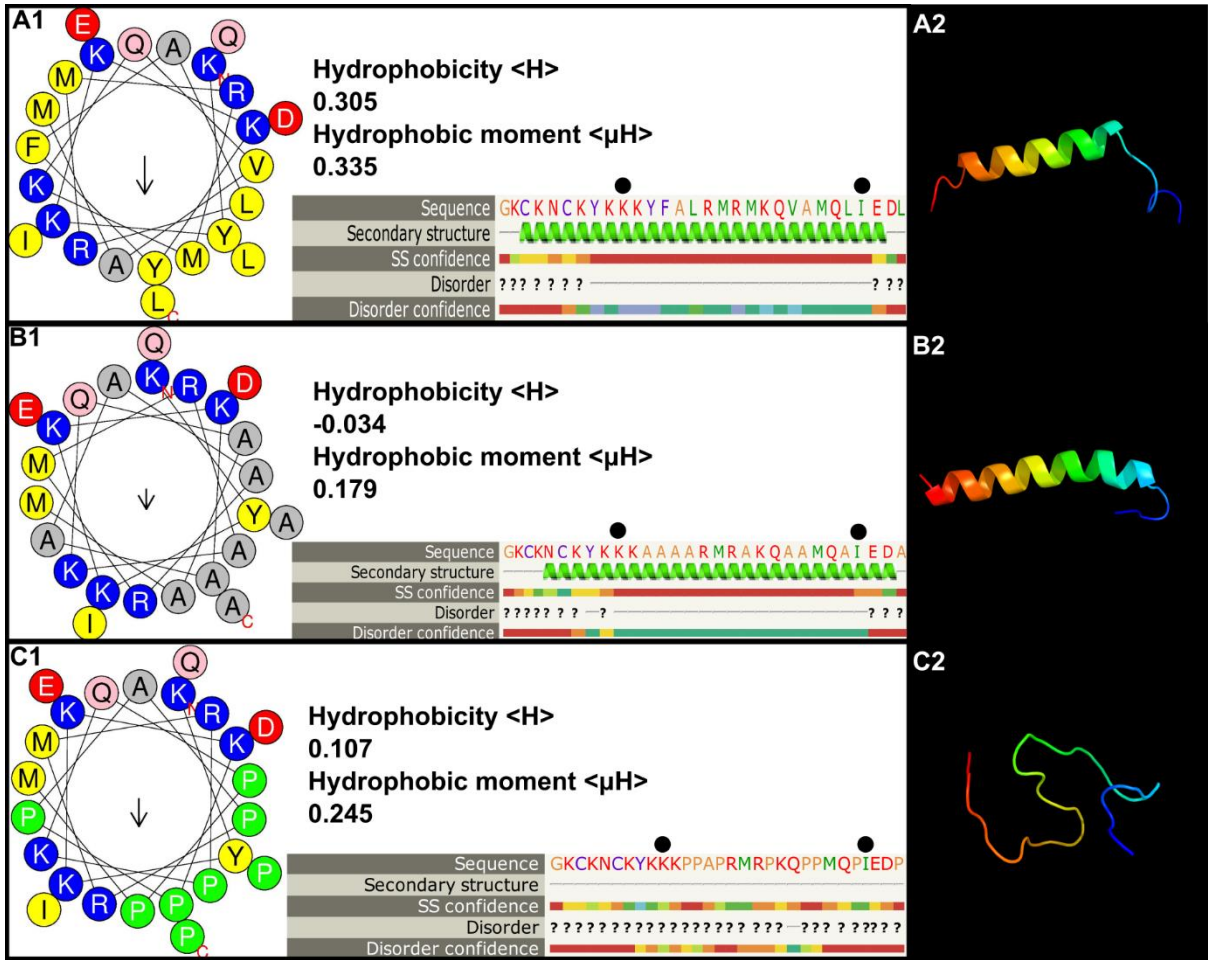 A1
E
Q
A
Q
K
K
N
M
R
M
K
D
F
V
K
L
K
Y
I
R
L
A
M
Y
L
C
Hydrophobicity <H>
0.305
Hydrophobic moment <µH>
0.335
Sequence GKCKNCKYKKKYFALRMRMKQVAMQLIEDL
Secondary structure
SS confidence
Disorder ? ? ? ? ? ? ? ? ? ?
Disorder confidence
A2
B1
Q
A
K
N
R
D
E
Q
K
K
A
M
A
M
Y
A
A
A
K
K
R
A
A
A
I
C
Hydrophobicity <H>
-0.034
Hydrophobic moment <µH>
0.179
Sequence GKCKNCKYKKKAAAARMRAKQAAMQAIEDA
Secondary structure
SS confidence
Disorder ????? ? ? ? ???
Disorder confidence
B2
C1
Q
E
Q
A
K
N
K
R
D
M
K
M
P
P
P
K
Y
P
K
P
I
R
P
P
P
C
Hydrophobicity <H>
0.107
Hydrophobic moment <µH>
0.245
Sequence GKCKNCKYKKKPPAPRMRPKQPPMQPIEDP
Secondary structure
SS confidence
Disorder ????????????????????? ?????????
Disorder confidence
C2